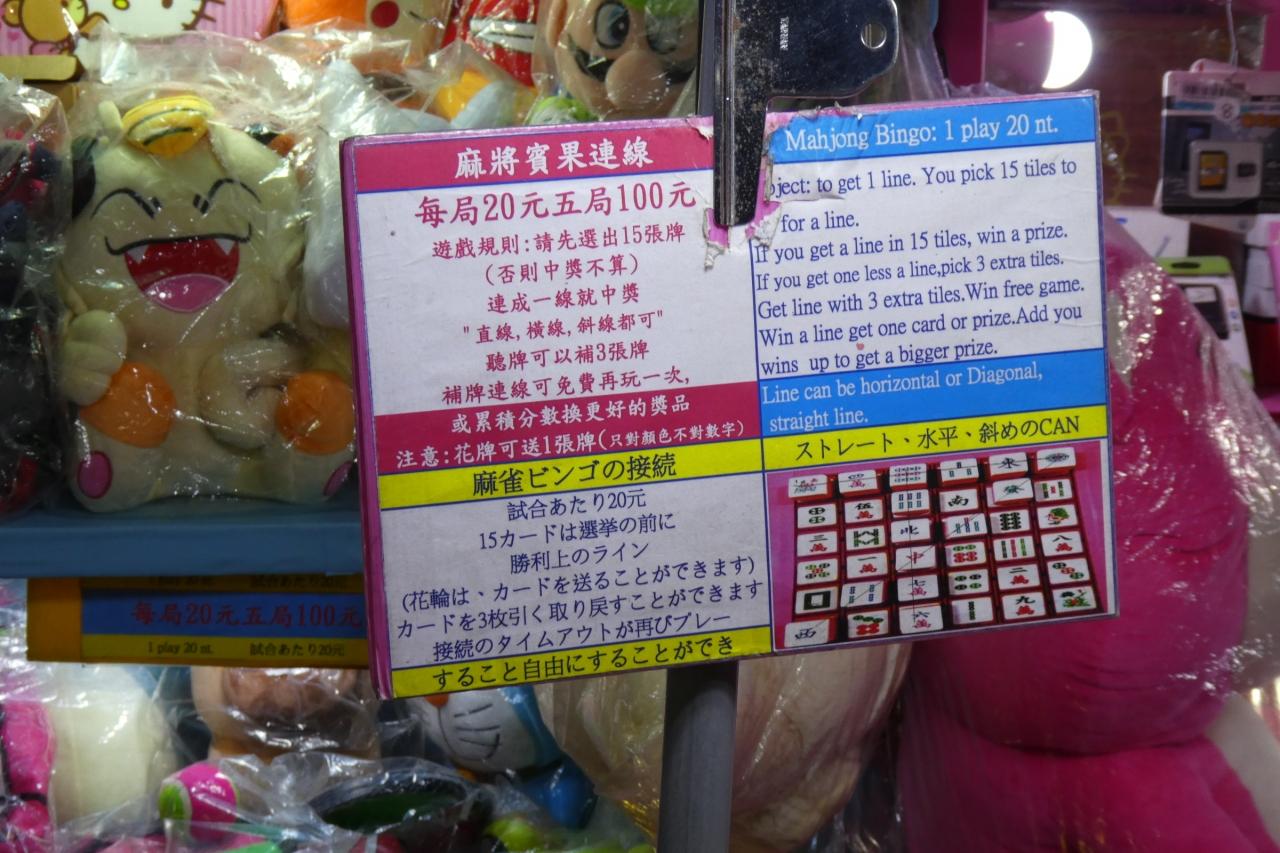 麻將賓果連線
每局20元五局100元
遊戲規則:請先選出15張牌
(否則中獎不算)
連成一線就中獎
"直線,橫線,斜線都可"
聽牌可以補3張牌
補牌連線可免費再玩一次,
或累積分數換更好的獎品
注意:花牌可送1張牌(只對顏色不對數字)
麻雀ビンゴの接続
試合あたり20元
15カードは選挙の前に
勝利上のライン
(花輪は、カードを送ることができます)
カードを3枚引く取り戻すことができます
接続のタイムアウトが再びプレー
すること自由にすることができ
Mahjong Bingo: 1 play 20 nt.
ject: to get 1 line. You pick 15 tiles to
for a line.
If you get a line in 15 tiles, win a prize.
If you get one less a line,pick 3 extra tiles.
Get line with 3 extra tiles.Win free game.
Win a line get one card or prize.Add you
wins up to get a bigger prize.
Line can be horizontal or Diagonal,
straight line.
ストレート、水平、斜めのCAN
每局20元五局100元
1 play 20 nt. 試合あたり20元